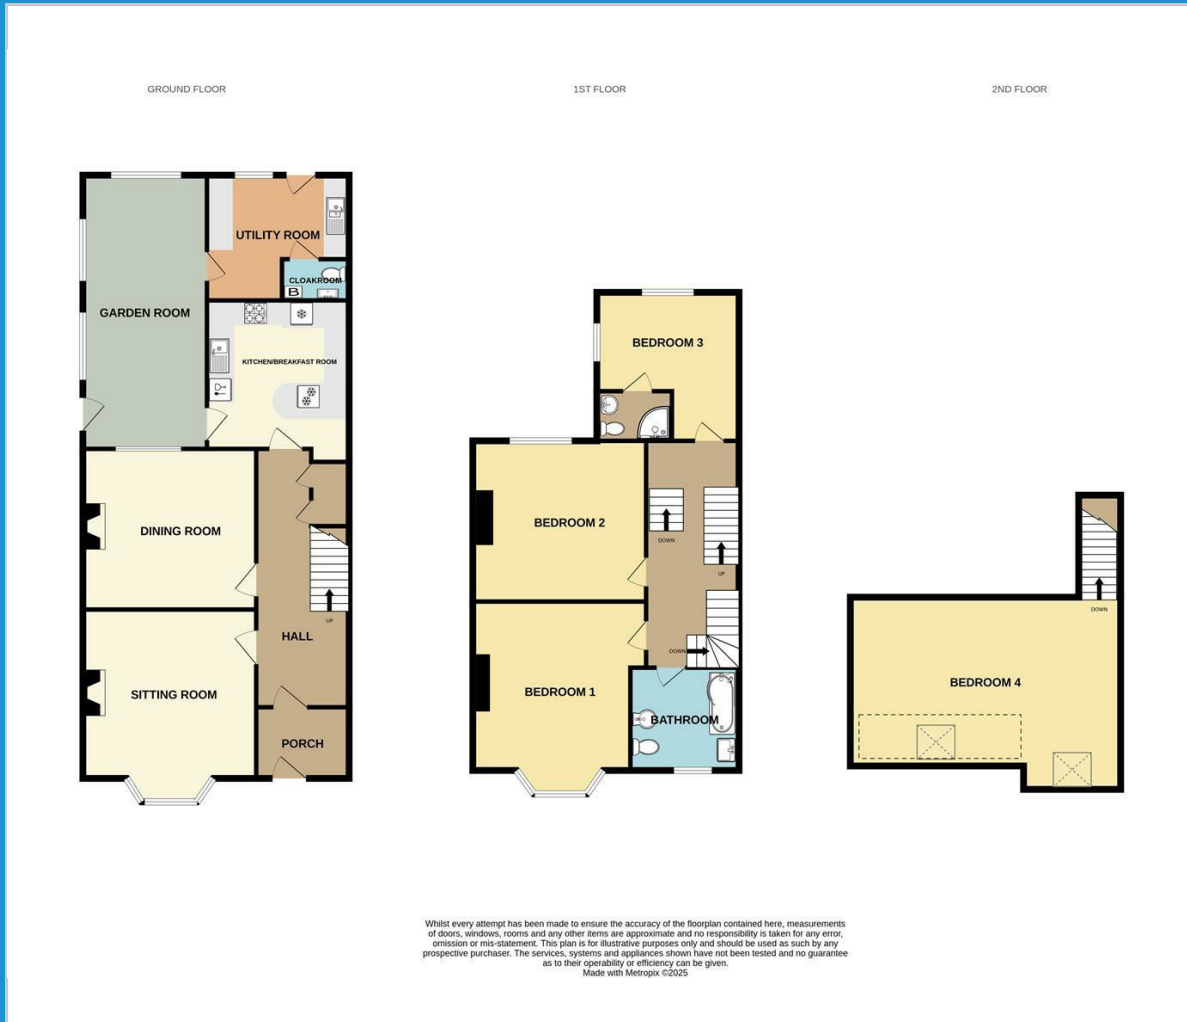 GROUND FLOOR
UTILITY ROOM
CLOAKROOM
B
GARDEN ROOM
KITCHEN/BREAKFAST ROOM
DINING ROOM
UP
HALL
SITTING ROOM
PORCH
1ST FLOOR
BEDROOM 3
BEDROOM 2
DOWN
UP
DOWN
BEDROOM 1
BATHROOM
2ND FLOOR
DOWN
BEDROOM 4
Whilst every attempt has been made to ensure the accuracy of the floorplan contained here, measurements
of doors, windows, rooms and any other items are approximate and no responsibility is taken for any error,
omission or mis-statement. This plan is for illustrative purposes only and should be used as such by any
prospective purchaser. The services, systems and appliances shown have not been tested and no guarantee
as to their operability or efficiency can be given.
Made with Metropix ©2025